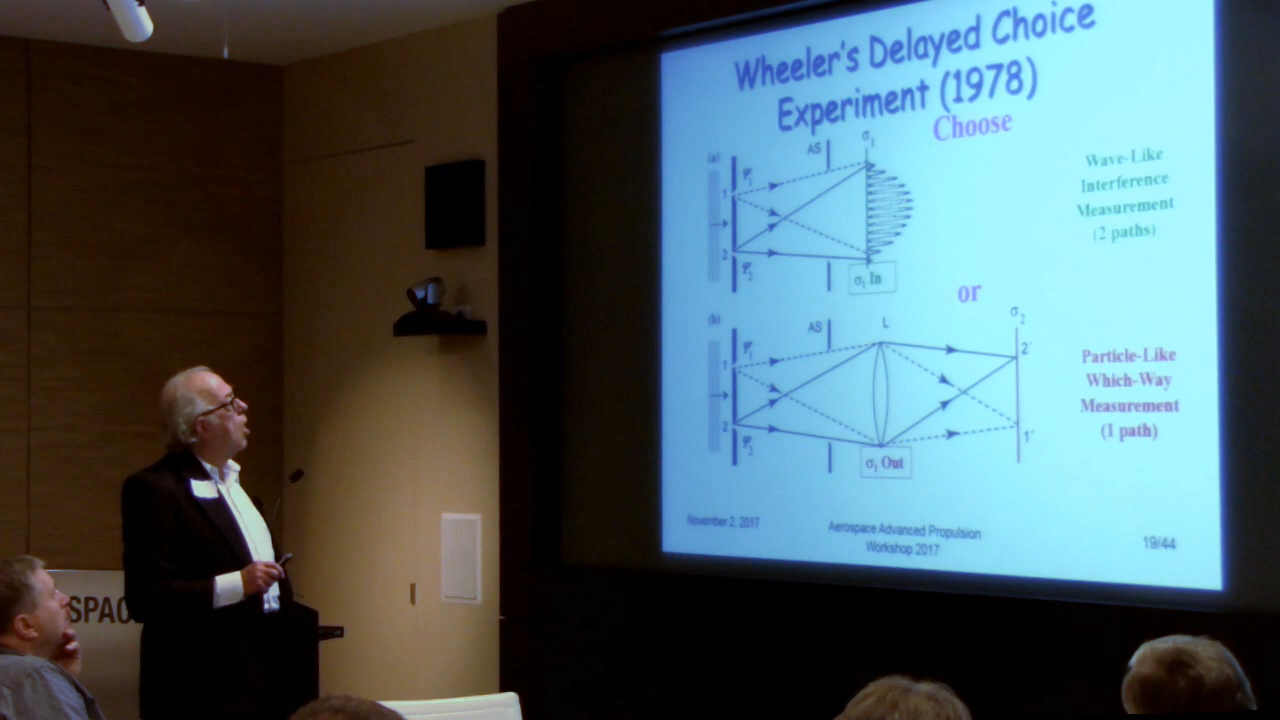 Wheeler's Delayed Choice
Experiment (1978)
Choose
(a)
AS
σ1
Ψ1
1
2
Ψ2
σ1 In
Wave-Like
Interference
Measurement
(2 paths)
or
(b)
AS
L
σ2
Ψ1
1
2
Ψ2
2´
1´
σ1 Out
Particle-Like
Which-Way
Measurement
(1 path)
November 2, 2017
Aerospace Advanced Propulsion
Workshop 2017
19/44
SPAC